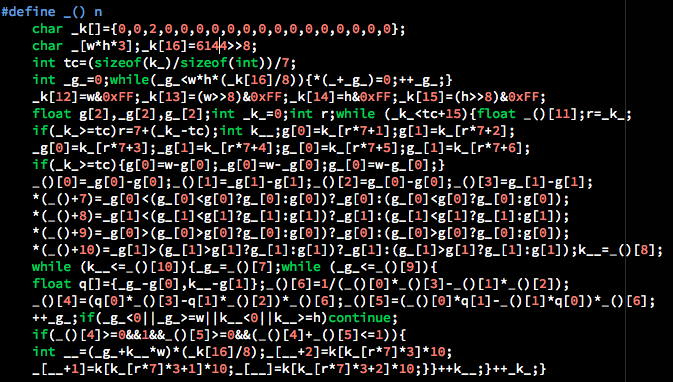 #define _() n
char _k[]={0,0,2,0,0,0,0,0,0,0,0,0,0,0,0,0,0,0};
char _[w*h*3];_k[16]=6144>>8;
int tc=(sizeof(k_)/sizeof(int))/7;
int _g_=0;while(_g_<w*h*(_k[16]/8)){*(_+_g_)=0;++_g_;}
_k[12]=w&0xFF;_k[13]=(w>>8)&0xFF;_k[14]=h&0xFF;_k[15]=(h>>8)&0xFF;
float g[2],_g[2],g_[2];int _k_=0;int r;while (_k_<tc+15){float _()[11];r=_k_;
if(_k_>=tc)r=7+(_k_-tc);int k__;g[0]=k_[r*7+1];g[1]=k_[r*7+2];
_g[0]=k_[r*7+3];_g[1]=k_[r*7+4];g_[0]=k_[r*7+5];g_[1]=k_[r*7+6];
if(_k_>=tc){g[0]=w-g[0];_g[0]=w-_g[0];g_[0]=w-g_[0];}
_()[0]=_g[0]-g[0];_()[1]=_g[1]-g[1];_()[2]=g_[0]-g[0];_()[3]=g_[1]-g[1];
*(_()+7)=_g[0]<(g_[0]<g[0]?g_[0]:g[0])?_g[0]:(g_[0]<g[0]?g_[0]:g[0]);
*(_()+8)=_g[1]<(g_[1]<g[1]?g_[1]:g[1])?_g[1]:(g_[1]<g[1]?g_[1]:g[1]);
*(_()+9)=_g[0]>(g_[0]>g[0]?g_[0]:g[0])?_g[0]:(g_[0]>g[0]?g_[0]:g[0]);
*(_()+10)=_g[1]>(g_[1]>g[1]?g_[1]:g[1])?_g[1]:(g_[1]>g[1]?g_[1]:g[1]);k__=_()[8];
while (k__<=_()[10]){_g_=_()[7];while (_g_<=_()[9]){
float q[]={_g_-g[0],k__-g[1]};_()[6]=1/(_()[0]*_()[3]-_()[1]*_()[2]);
_()[4]=(q[0]*_()[3]-q[1]*_()[2])*_()[6];_()[5]=(_()[0]*q[1]-_()[1]*q[0])*_()[6];
++_g_;if(_g_<0||_g_>=w||k__<0||k__>=h)continue;
if(_()[4]>=0&&1&&_()[5]>=0&&(_()[4]+_()[5]<=1)){
int __=(_g_+k__*w)*(_k[16]/8);_[__+2]=k[k_[r*7]*3]*10;
_[__+1]=k[k_[r*7]*3+1]*10;_[__]=k[k_[r*7]*3+2]*10;}}++k__;}++_k_;}